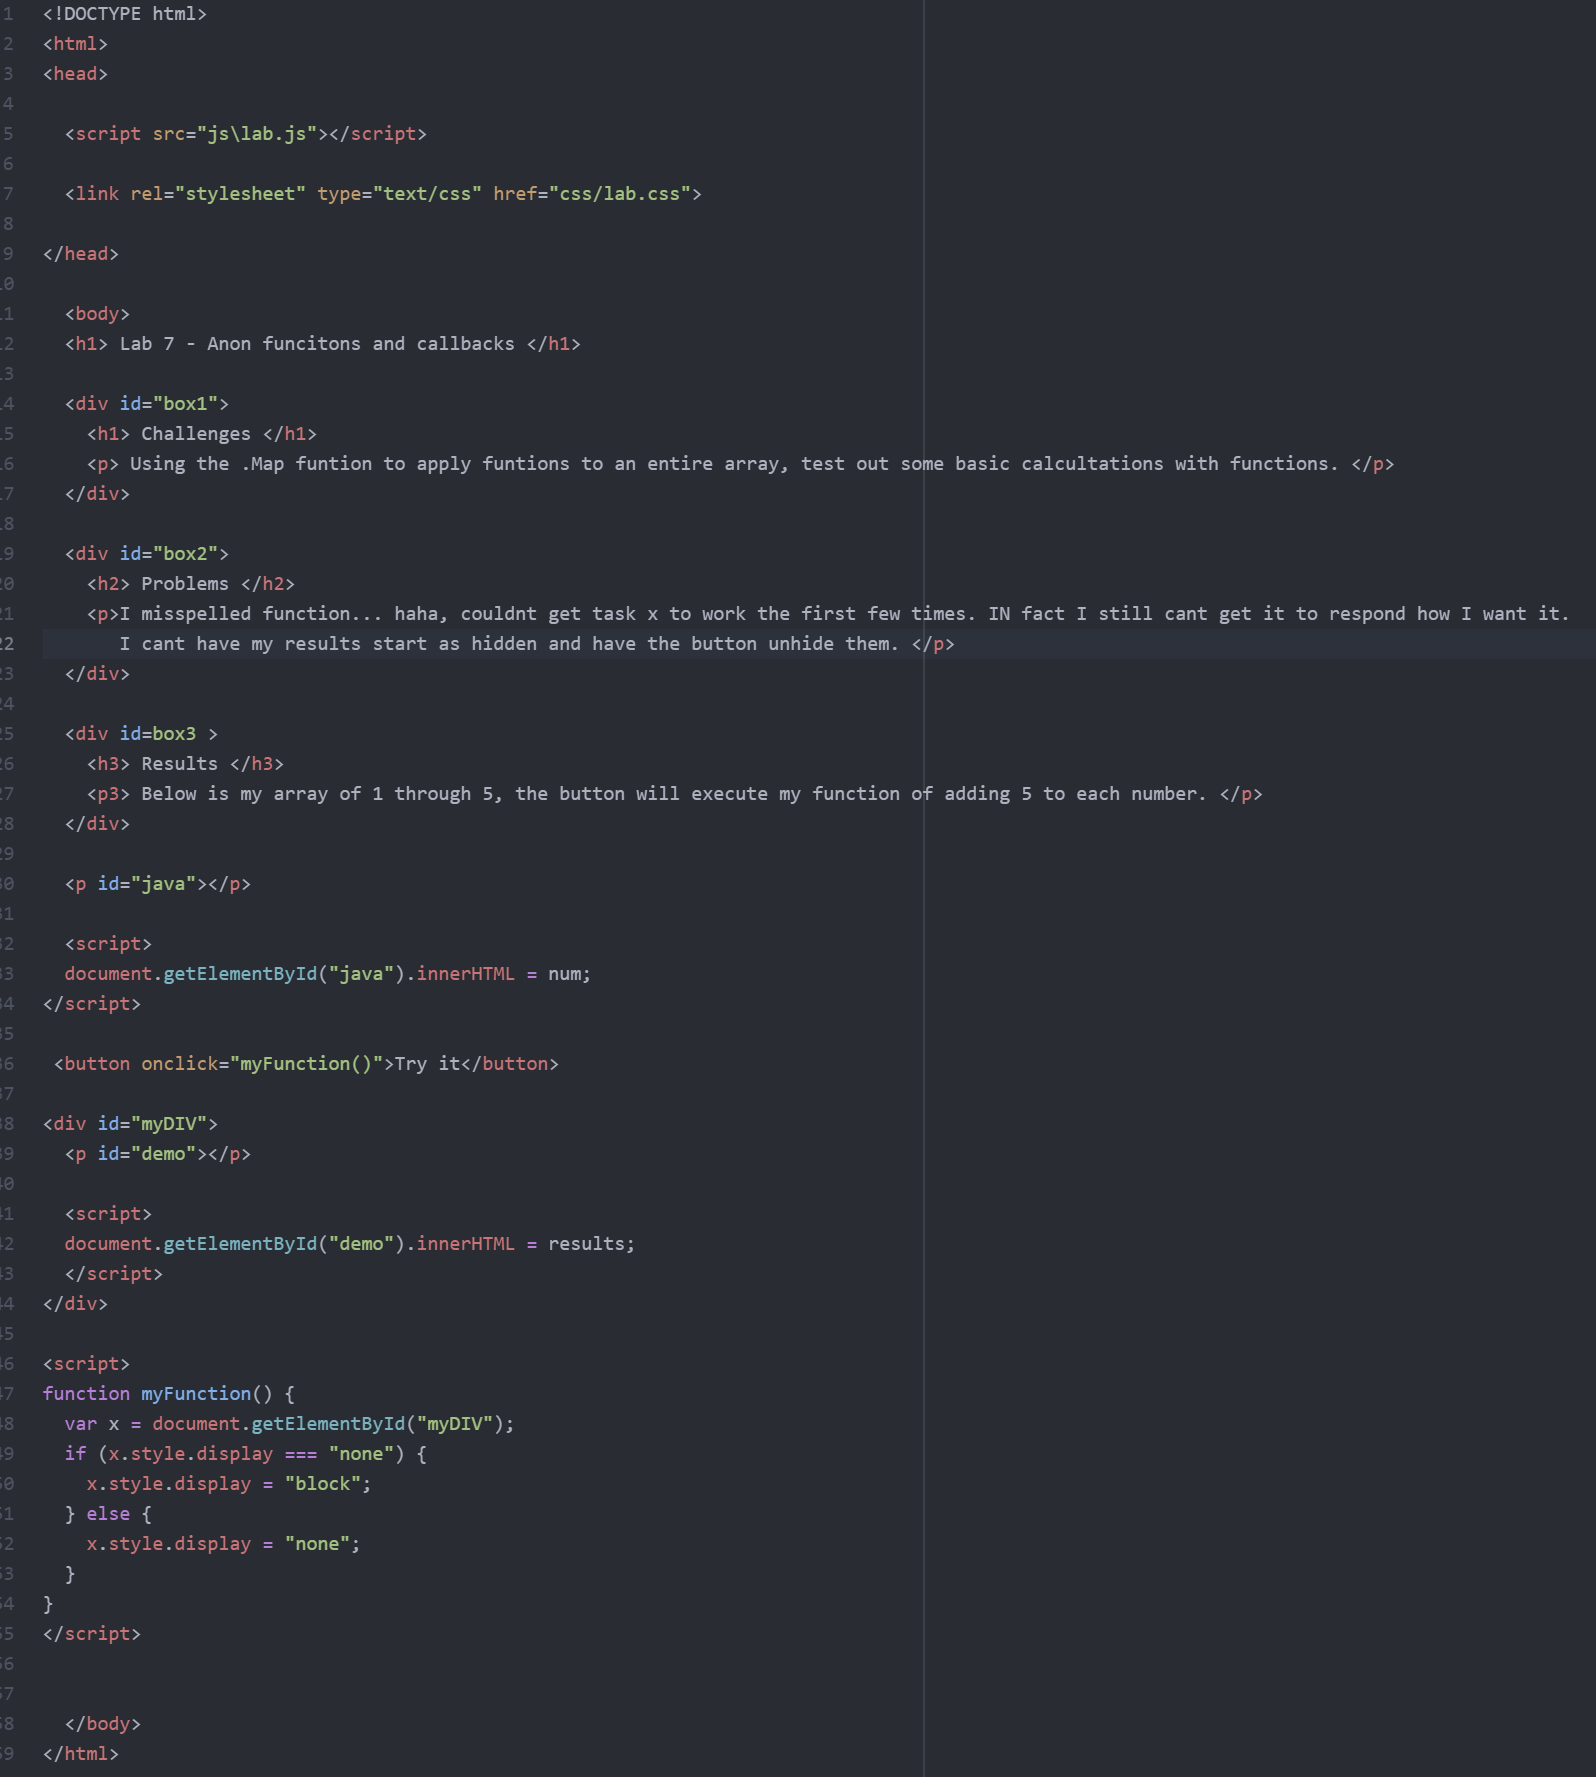 1 <!DOCTYPE html>
2 <html>
3 <head>
4
5 <script src="js\lab.js"></script>
6
7 <link rel="stylesheet" type="text/css" href="css/lab.css">
8
9 </head>
0
1 <body>
2 <h1> Lab 7 - Anon funcitons and callbacks </h1>
3
4 <div id="box1">
5 <h1> Challenges </h1>
6 <p> Using the .Map funtion to apply funtions to an entire array, test out some basic calcultations with functions. </p>
7 </div>
8
9 <div id="box2">
20 <h2> Problems </h2>
21 <p>I misspelled function... haha, couldnt get task x to work the first few times. IN fact I still cant get it to respond how I want it.
22 I cant have my results start as hidden and have the button unhide them. </p>
23 </div>
24
25 <div id=box3 >
26 <h3> Results </h3>
27 <p3> Below is my array of 1 through 5, the button will execute my function of adding 5 to each number. </p>
28 </div>
29
30 <p id="java"></p>
31
32 <script>
33 document.getElementById("java").innerHTML = num;
34 </script>
35
36 <button onclick="myFunction()">Try it</button>
37
38 <div id="myDIV">
39 <p id="demo"></p>
40
41 <script>
42 document.getElementById("demo").innerHTML = results;
43 </script>
44 </div>
45
46 <script>
47 function myFunction() {
48 var x = document.getElementById("myDIV");
49 if (x.style.display === "none") {
50 x.style.display = "block";
51 } else {
52 x.style.display = "none";
53 }
54 }
55 </script>
56
57
58 </body>
59 </html>